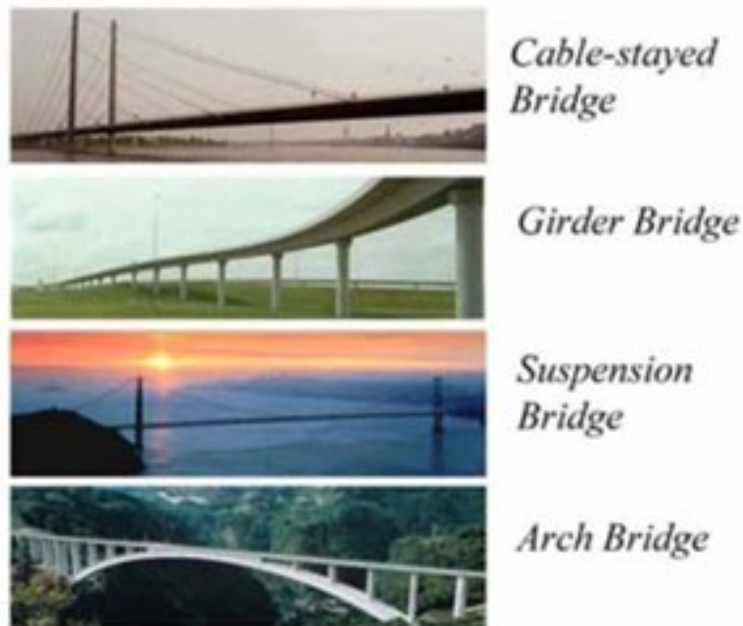 Cable-stayed
Bridge
Girder Bridge
Suspension
Bridge
Arch Bridge